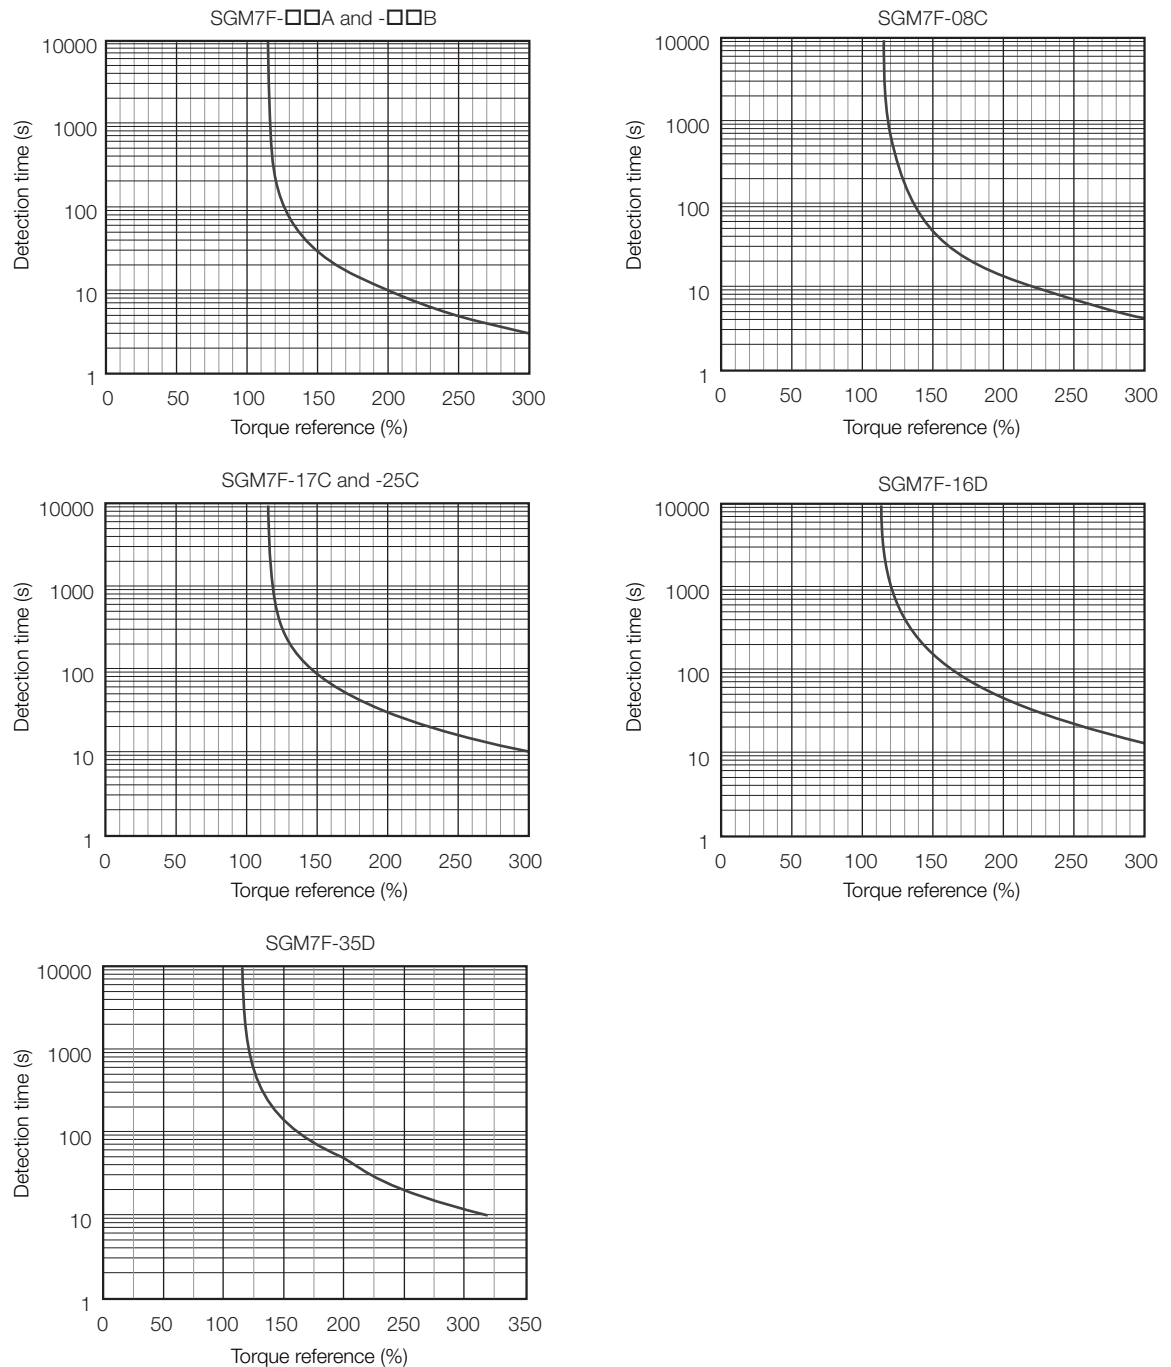 SGM7F-□□A and -□□B
10000
1000
100
10
1
Detection time (s)
0 50 100 150 200 250 300
Torque reference (%)
SGM7F-08C
10000
1000
100
10
1
Detection time (s)
0 50 100 150 200 250 300
Torque reference (%)
SGM7F-17C and -25C
10000
1000
100
10
1
Detection time (s)
0 50 100 150 200 250 300
Torque reference (%)
SGM7F-16D
10000
1000
100
10
1
Detection time (s)
0 50 100 150 200 250 300
Torque reference (%)
SGM7F-35D
10000
1000
100
10
1
Detection time (s)
0 50 100 150 200 250 300 350
Torque reference (%)